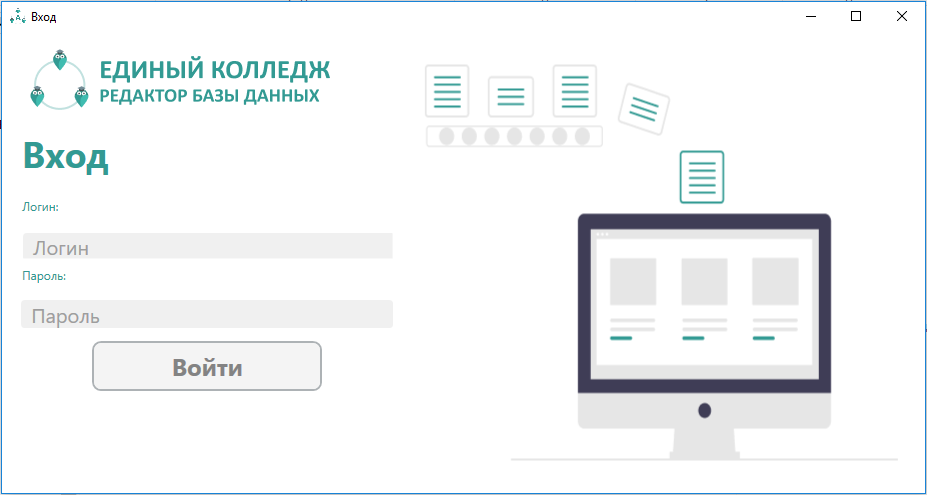 Вход
ЕДИНЫЙ КОЛЛЕДЖ
РЕДАКТОР БАЗЫ ДАННЫХ
Вход
Логин:
Логин
Пароль:
Пароль
Войти